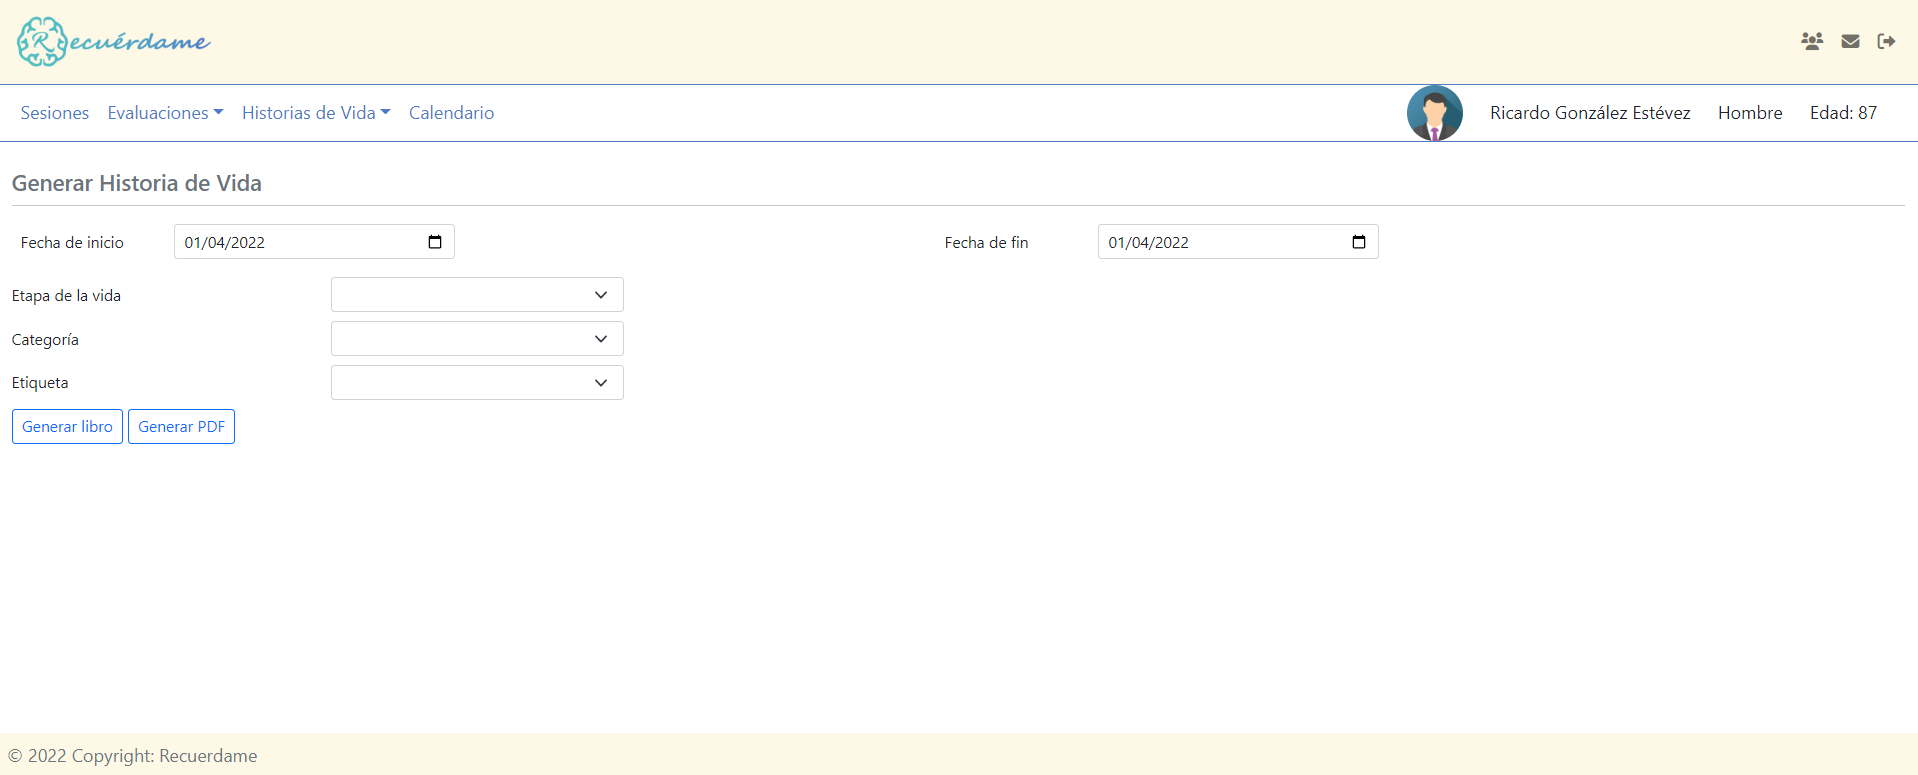 Recuérdame
Sesiones Evaluaciones Historias de Vida Calendario Ricardo González Estévez Hombre Edad: 87
Generar Historia de Vida
Fecha de inicio 01/04/2022 Fecha de fin 01/04/2022
Etapa de la vida
Categoría
Etiqueta
Generar libro Generar PDF
© 2022 Copyright: Recuerdame